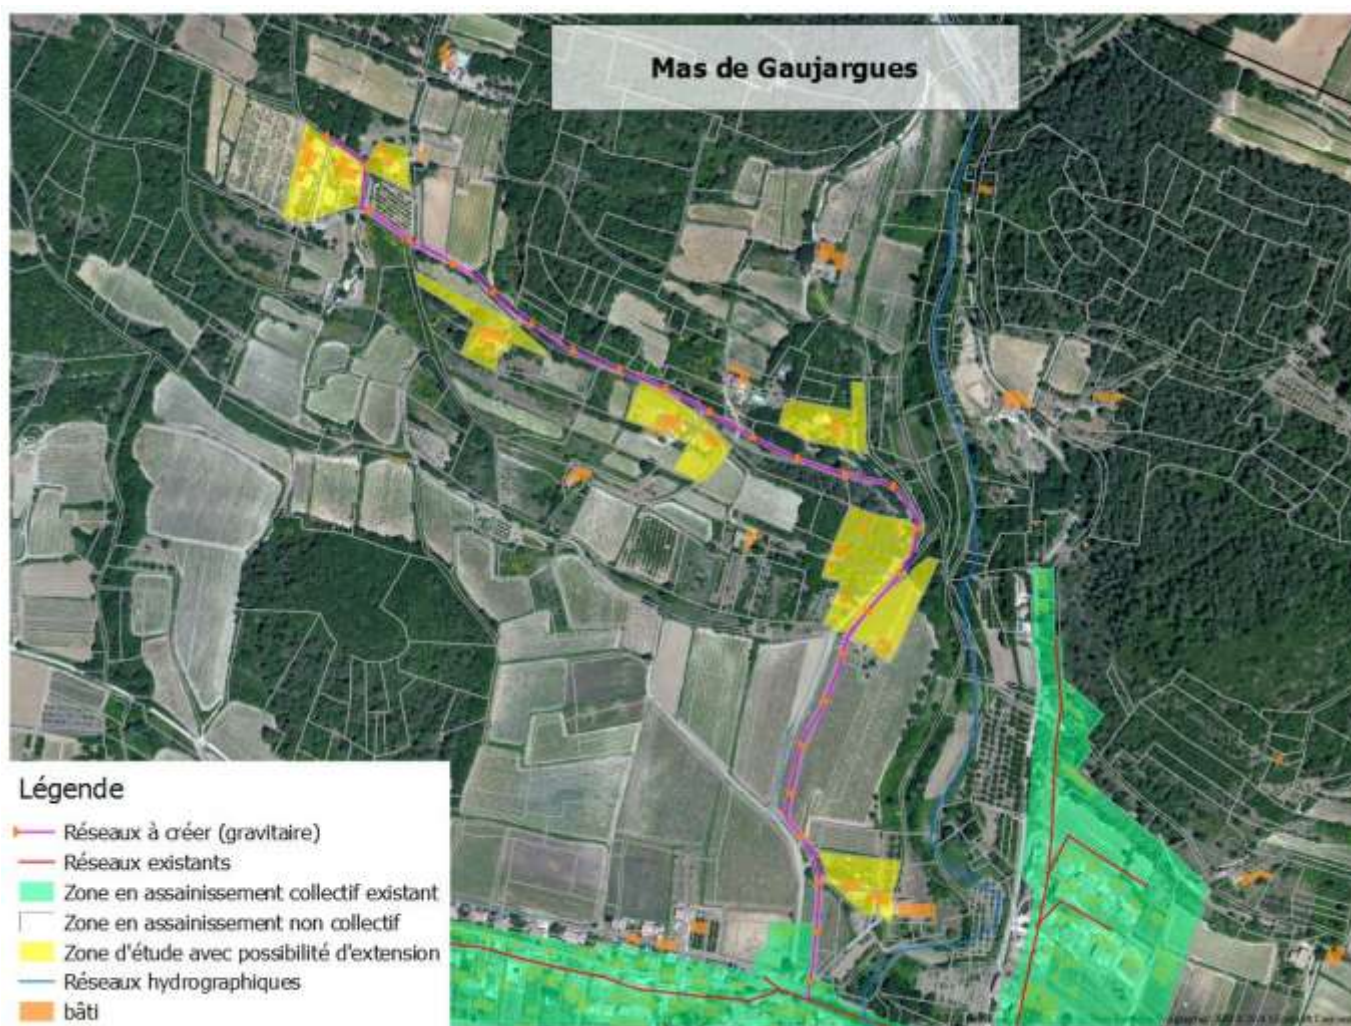 Mas de Gaujargues
Légende
Réseaux à créer (gravitaire)
Réseaux existants
Zone en assainissement collectif existant
Zone en assainissement non collectif
Zone d'étude avec possibilité d'extension
Réseaux hydrographiques
bâti